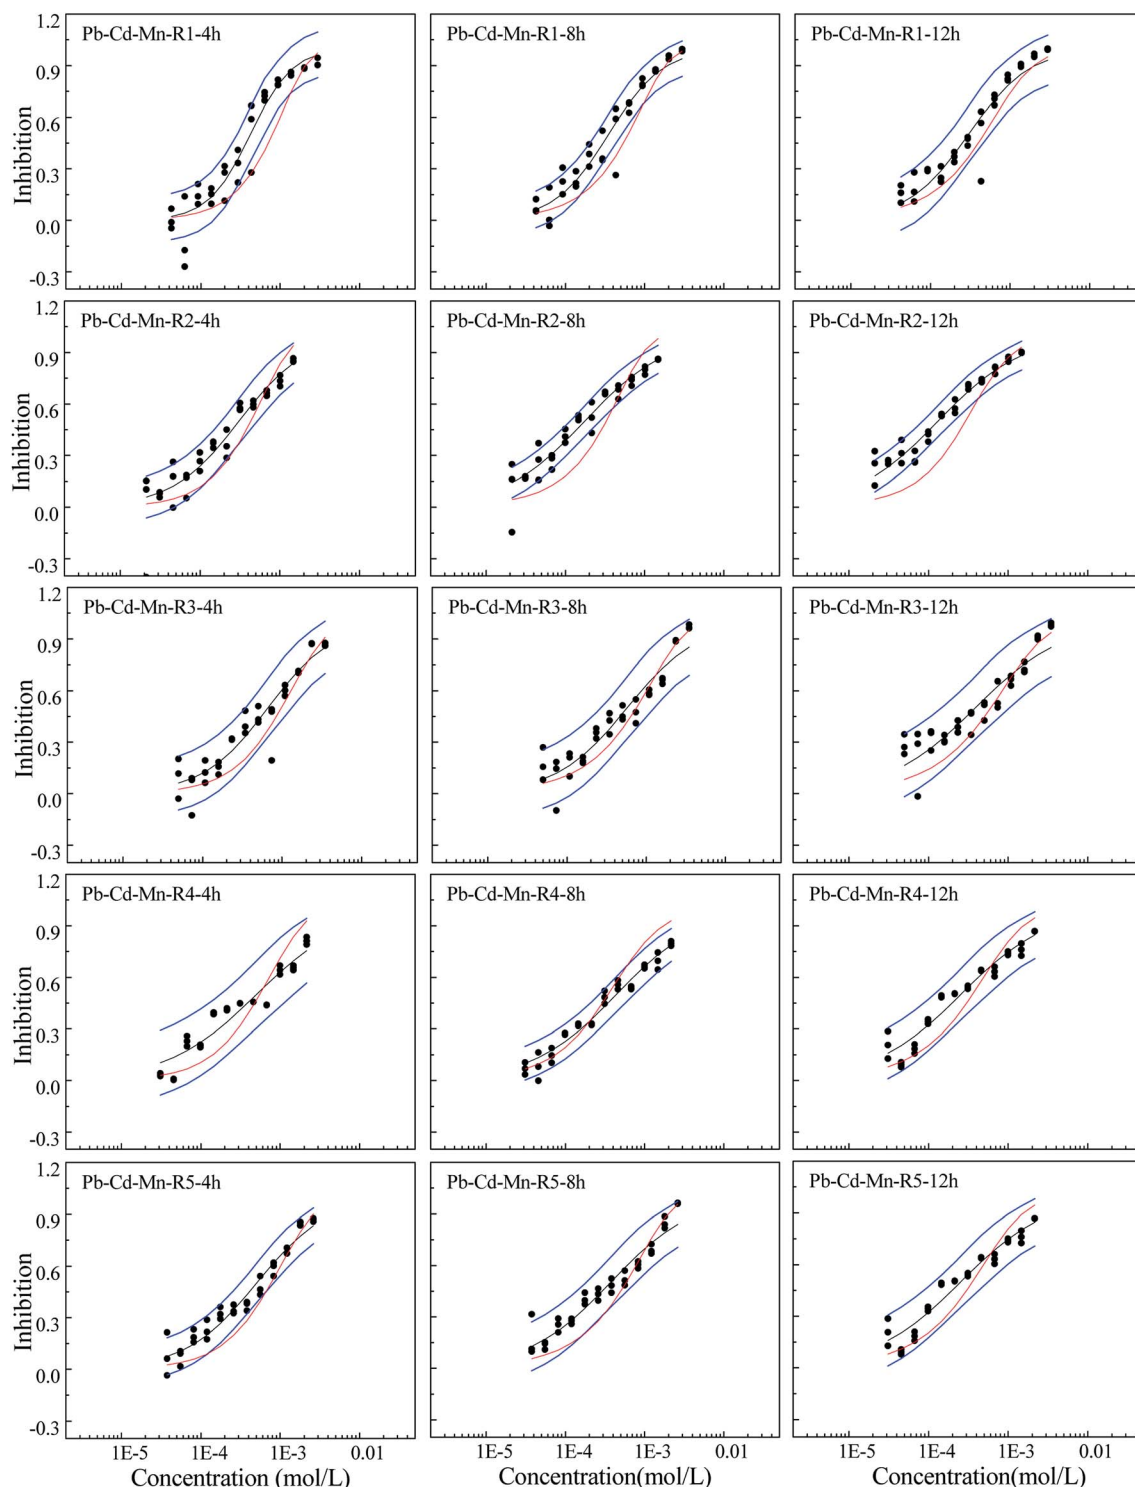 1.2
0.9
0.6
0.3
0.0
-0.3
Inhibition
Pb-Cd-Mn-R1-4h
Pb-Cd-Mn-R1-8h
Pb-Cd-Mn-R1-12h
1.2
0.9
0.6
0.3
0.0
-0.3
Inhibition
Pb-Cd-Mn-R2-4h
Pb-Cd-Mn-R2-8h
Pb-Cd-Mn-R2-12h
1.2
0.9
0.6
0.3
0.0
-0.3
Inhibition
Pb-Cd-Mn-R3-4h
Pb-Cd-Mn-R3-8h
Pb-Cd-Mn-R3-12h
1.2
0.9
0.6
0.3
0.0
-0.3
Inhibition
Pb-Cd-Mn-R4-4h
Pb-Cd-Mn-R4-8h
Pb-Cd-Mn-R4-12h
1.2
0.9
0.6
0.3
0.0
-0.3
Inhibition
Pb-Cd-Mn-R5-4h
Pb-Cd-Mn-R5-8h
Pb-Cd-Mn-R5-12h
1E-5 1E-4 1E-3 0.01
1E-5 1E-4 1E-3 0.01
1E-5 1E-4 1E-3 0.01
Concentration (mol/L)
Concentration(mol/L)
Concentration(mol/L)